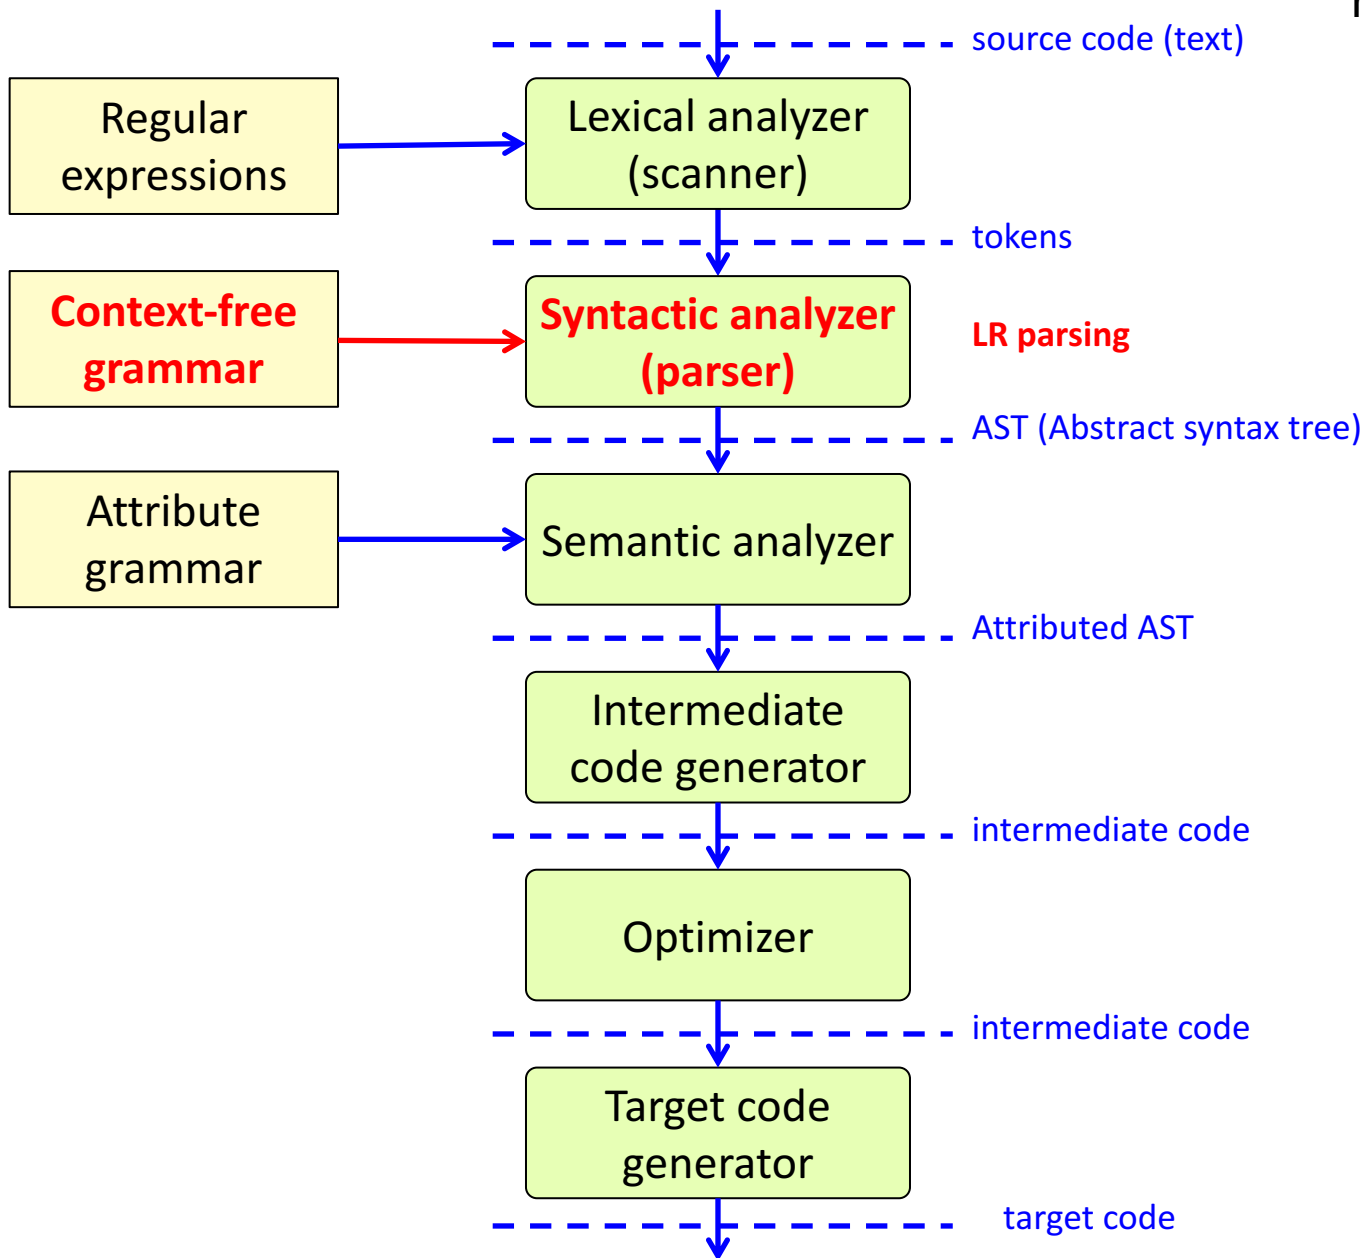 source code (text)
Regular
expressions
Lexical analyzer
(scanner)
tokens
Context-free
grammar
Syntactic analyzer
(parser)
LR parsing
AST (Abstract syntax tree)
Attribute
grammar
Semantic analyzer
Attributed AST
Intermediate
code generator
intermediate code
Optimizer
intermediate code
Target code
generator
target code